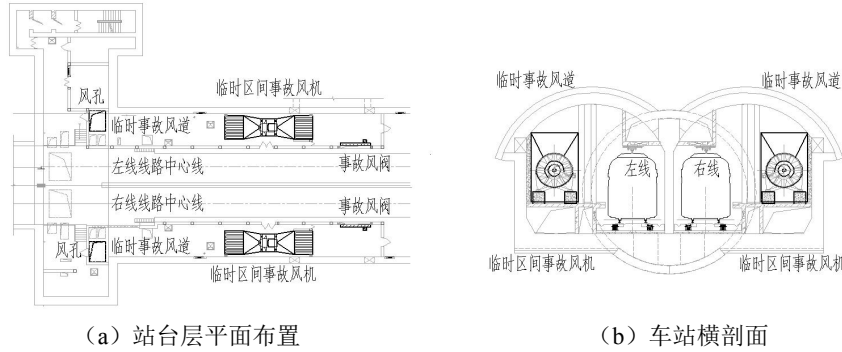 临时区间事故风机
风孔
临时事故风道
左线线路中心线
事故风阀
右线线路中心线
事故风阀
风孔
临时事故风道
临时区间事故风机
(a) 站台层平面布置
临时事故风道
临时事故风道
左线
右线
临时区间事故风机
临时区间事故风机
(b) 车站横剖面